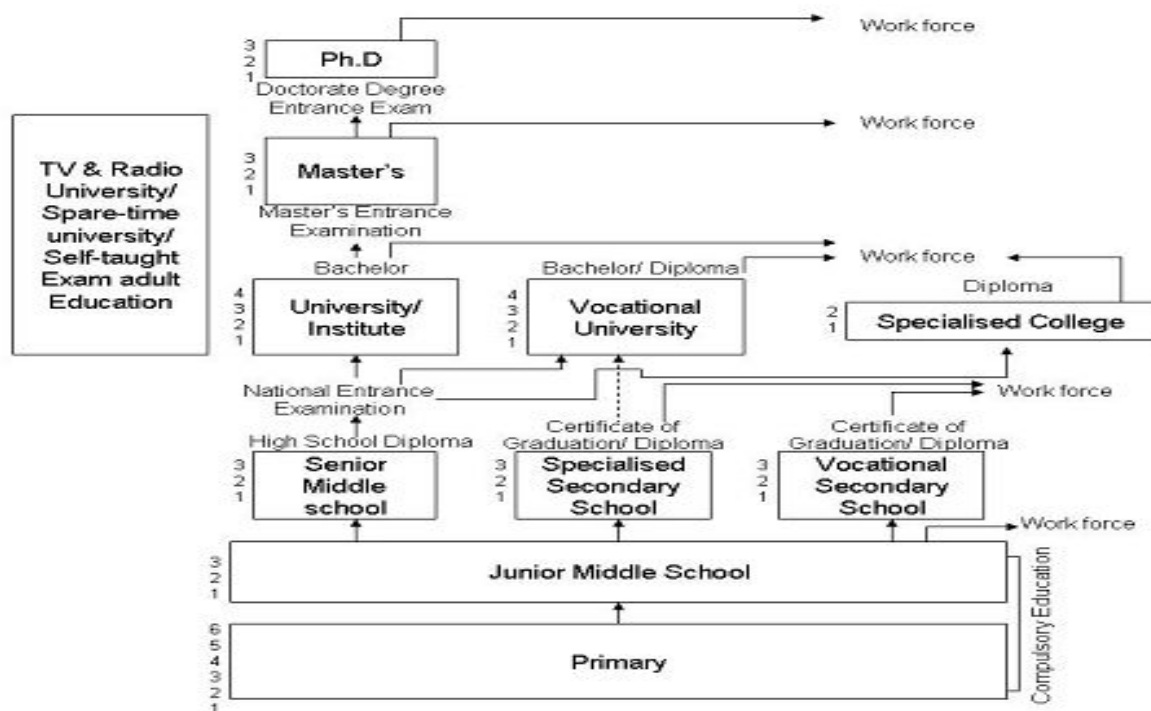 Work force
3
2
1
Ph.D
Doctorate Degree
Entrance Exam
Work force
3
2
1
Master's
Master's Entrance
Examination
TV & Radio
University/
Spare-time
university/
Self-taught
Exam adult
Education
Bachelor
Bachelor/ Diploma
Work force
4
3
2
1
University/
Institute
4
3
2
1
Vocational
University
Diploma
2
1
Specialised College
National Entrance
Examination
Work force
High School Diploma
Certificate of
Graduation/ Diploma
Certificate of
Graduation/ Diploma
3
2
1
Senior
Middle
school
3
2
1
Specialised
Secondary
School
3
2
1
Vocational
Secondary
School
Work force
3
2
1
Junior Middle School
6
5
4
3
2
1
Primary
Compulsory Education